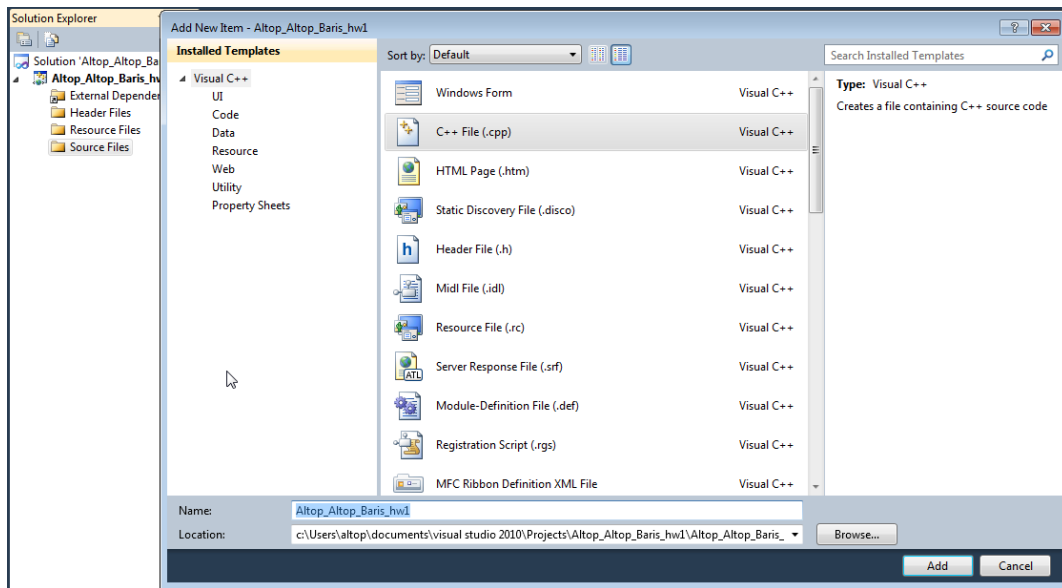 Solution Explorer
Solution 'Altop_Altop_Ba
Altop_Altop_Baris_hw
External Depender
Header Files
Resource Files
Source Files
Add New Item - Altop_Altop_Baris_hw1
Installed Templates
Visual C++
UI
Code
Data
Resource
Web
Utility
Property Sheets
Sort by: Default
Windows Form Visual C++
C++ File (.cpp) Visual C++
HTML Page (.htm) Visual C++
Static Discovery File (.disco) Visual C++
Header File (.h) Visual C++
Midl File (.idl) Visual C++
Resource File (.rc) Visual C++
ATL
Server Response File (.srf) Visual C++
Module-Definition File (.def) Visual C++
Registration Script (.rgs) Visual C++
MFC Ribbon Definition XML File Visual C++
Search Installed Templates
Type: Visual C++
Creates a file containing C++ source code
Name: Altop_Altop_Baris_hw1
Location: c:\Users\altop\documents\visual studio 2010\Projects\Altop_Altop_Baris_hw1\Altop_Altop_Baris_ Browse...
Add Cancel